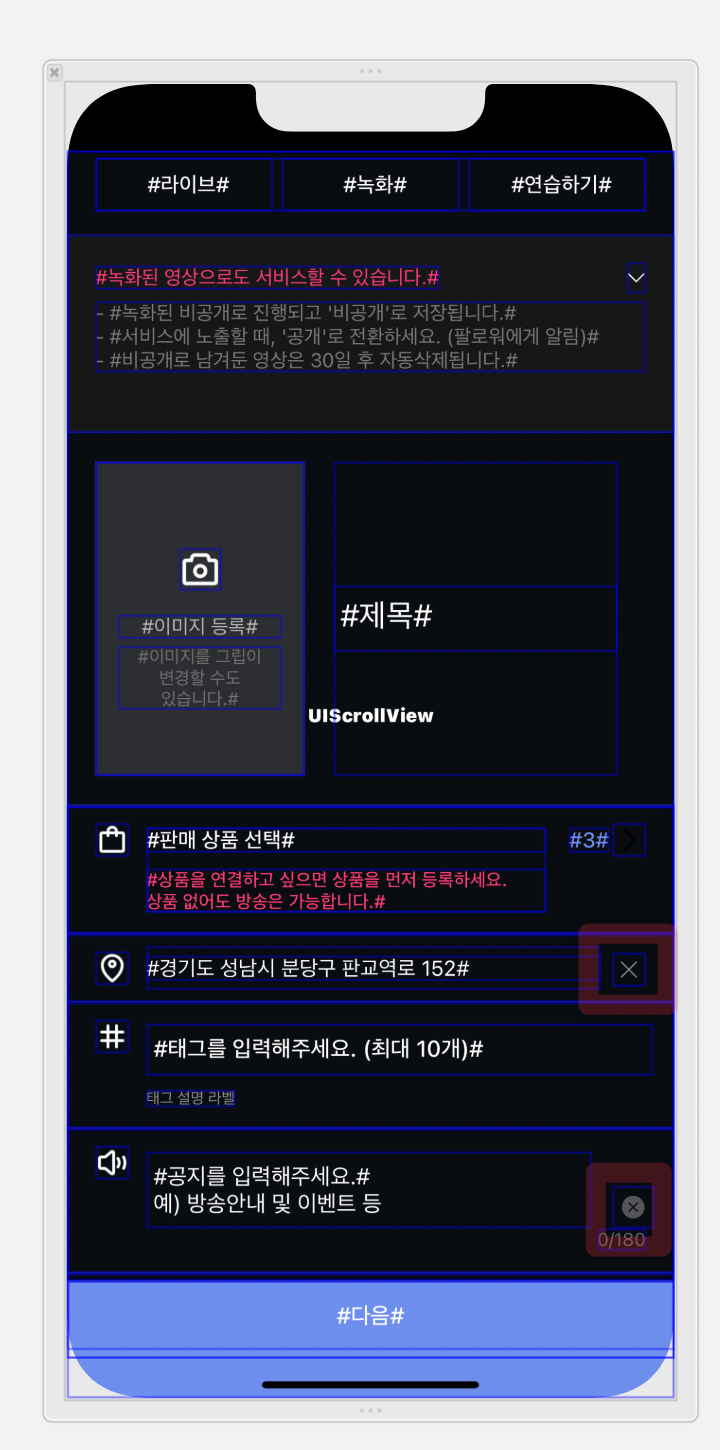 #라이브# #녹화# #연습하기#
#녹화된 영상으로도 서비스할 수 있습니다.#
- #녹화된 비공개로 진행되고 '비공개'로 저장됩니다.#
- #서비스에 노출할 때, '공개'로 전환하세요. (팔로워에게 알림)#
- #비공개로 남겨둔 영상은 30일 후 자동삭제됩니다.#
#이미지 등록#
#이미지를 그립이
변경할 수도
있습니다.#
#제목#
UIScrollView
#판매 상품 선택# #3#
#상품을 연결하고 싶으면 상품을 먼저 등록하세요.
상품 없어도 방송은 가능합니다.#
#경기도 성남시 분당구 판교역로 152#
#태그를 입력해주세요. (최대 10개)#
태그 설명 라벨
#공지를 입력해주세요.#
예) 방송안내 및 이벤트 등
0/180
#다음#